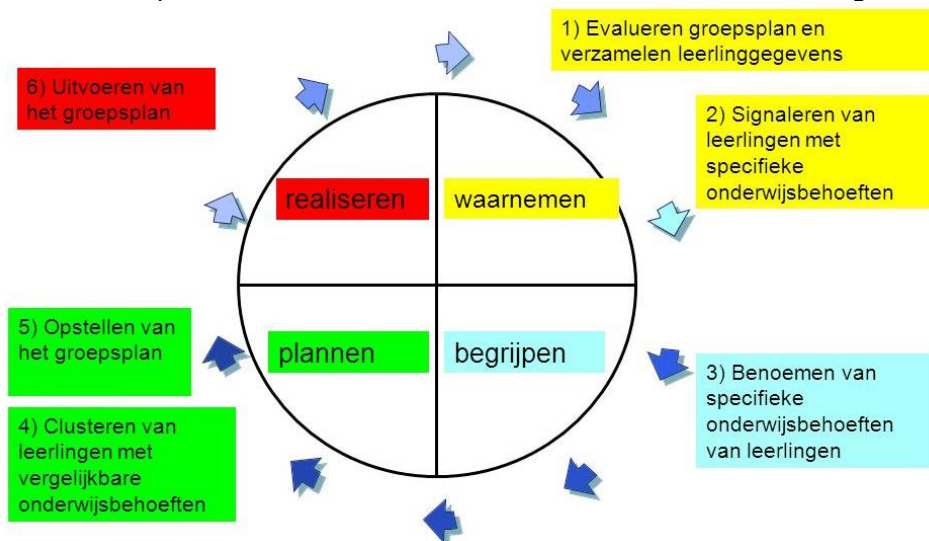 1) Evalueren groepsplan en
verzamelen leerlinggegevens
2) Signaleren van
leerlingen met
specifieke
onderwijsbehoeften
3) Benoemen van
specifieke
onderwijsbehoeften
van leerlingen
4) Clusteren van
leerlingen met
vergelijkbare
onderwijsbehoeften
5) Opstellen van
het groepsplan
6) Uitvoeren van
het groepsplan
realiseren
waarnemen
plannen
begrijpen